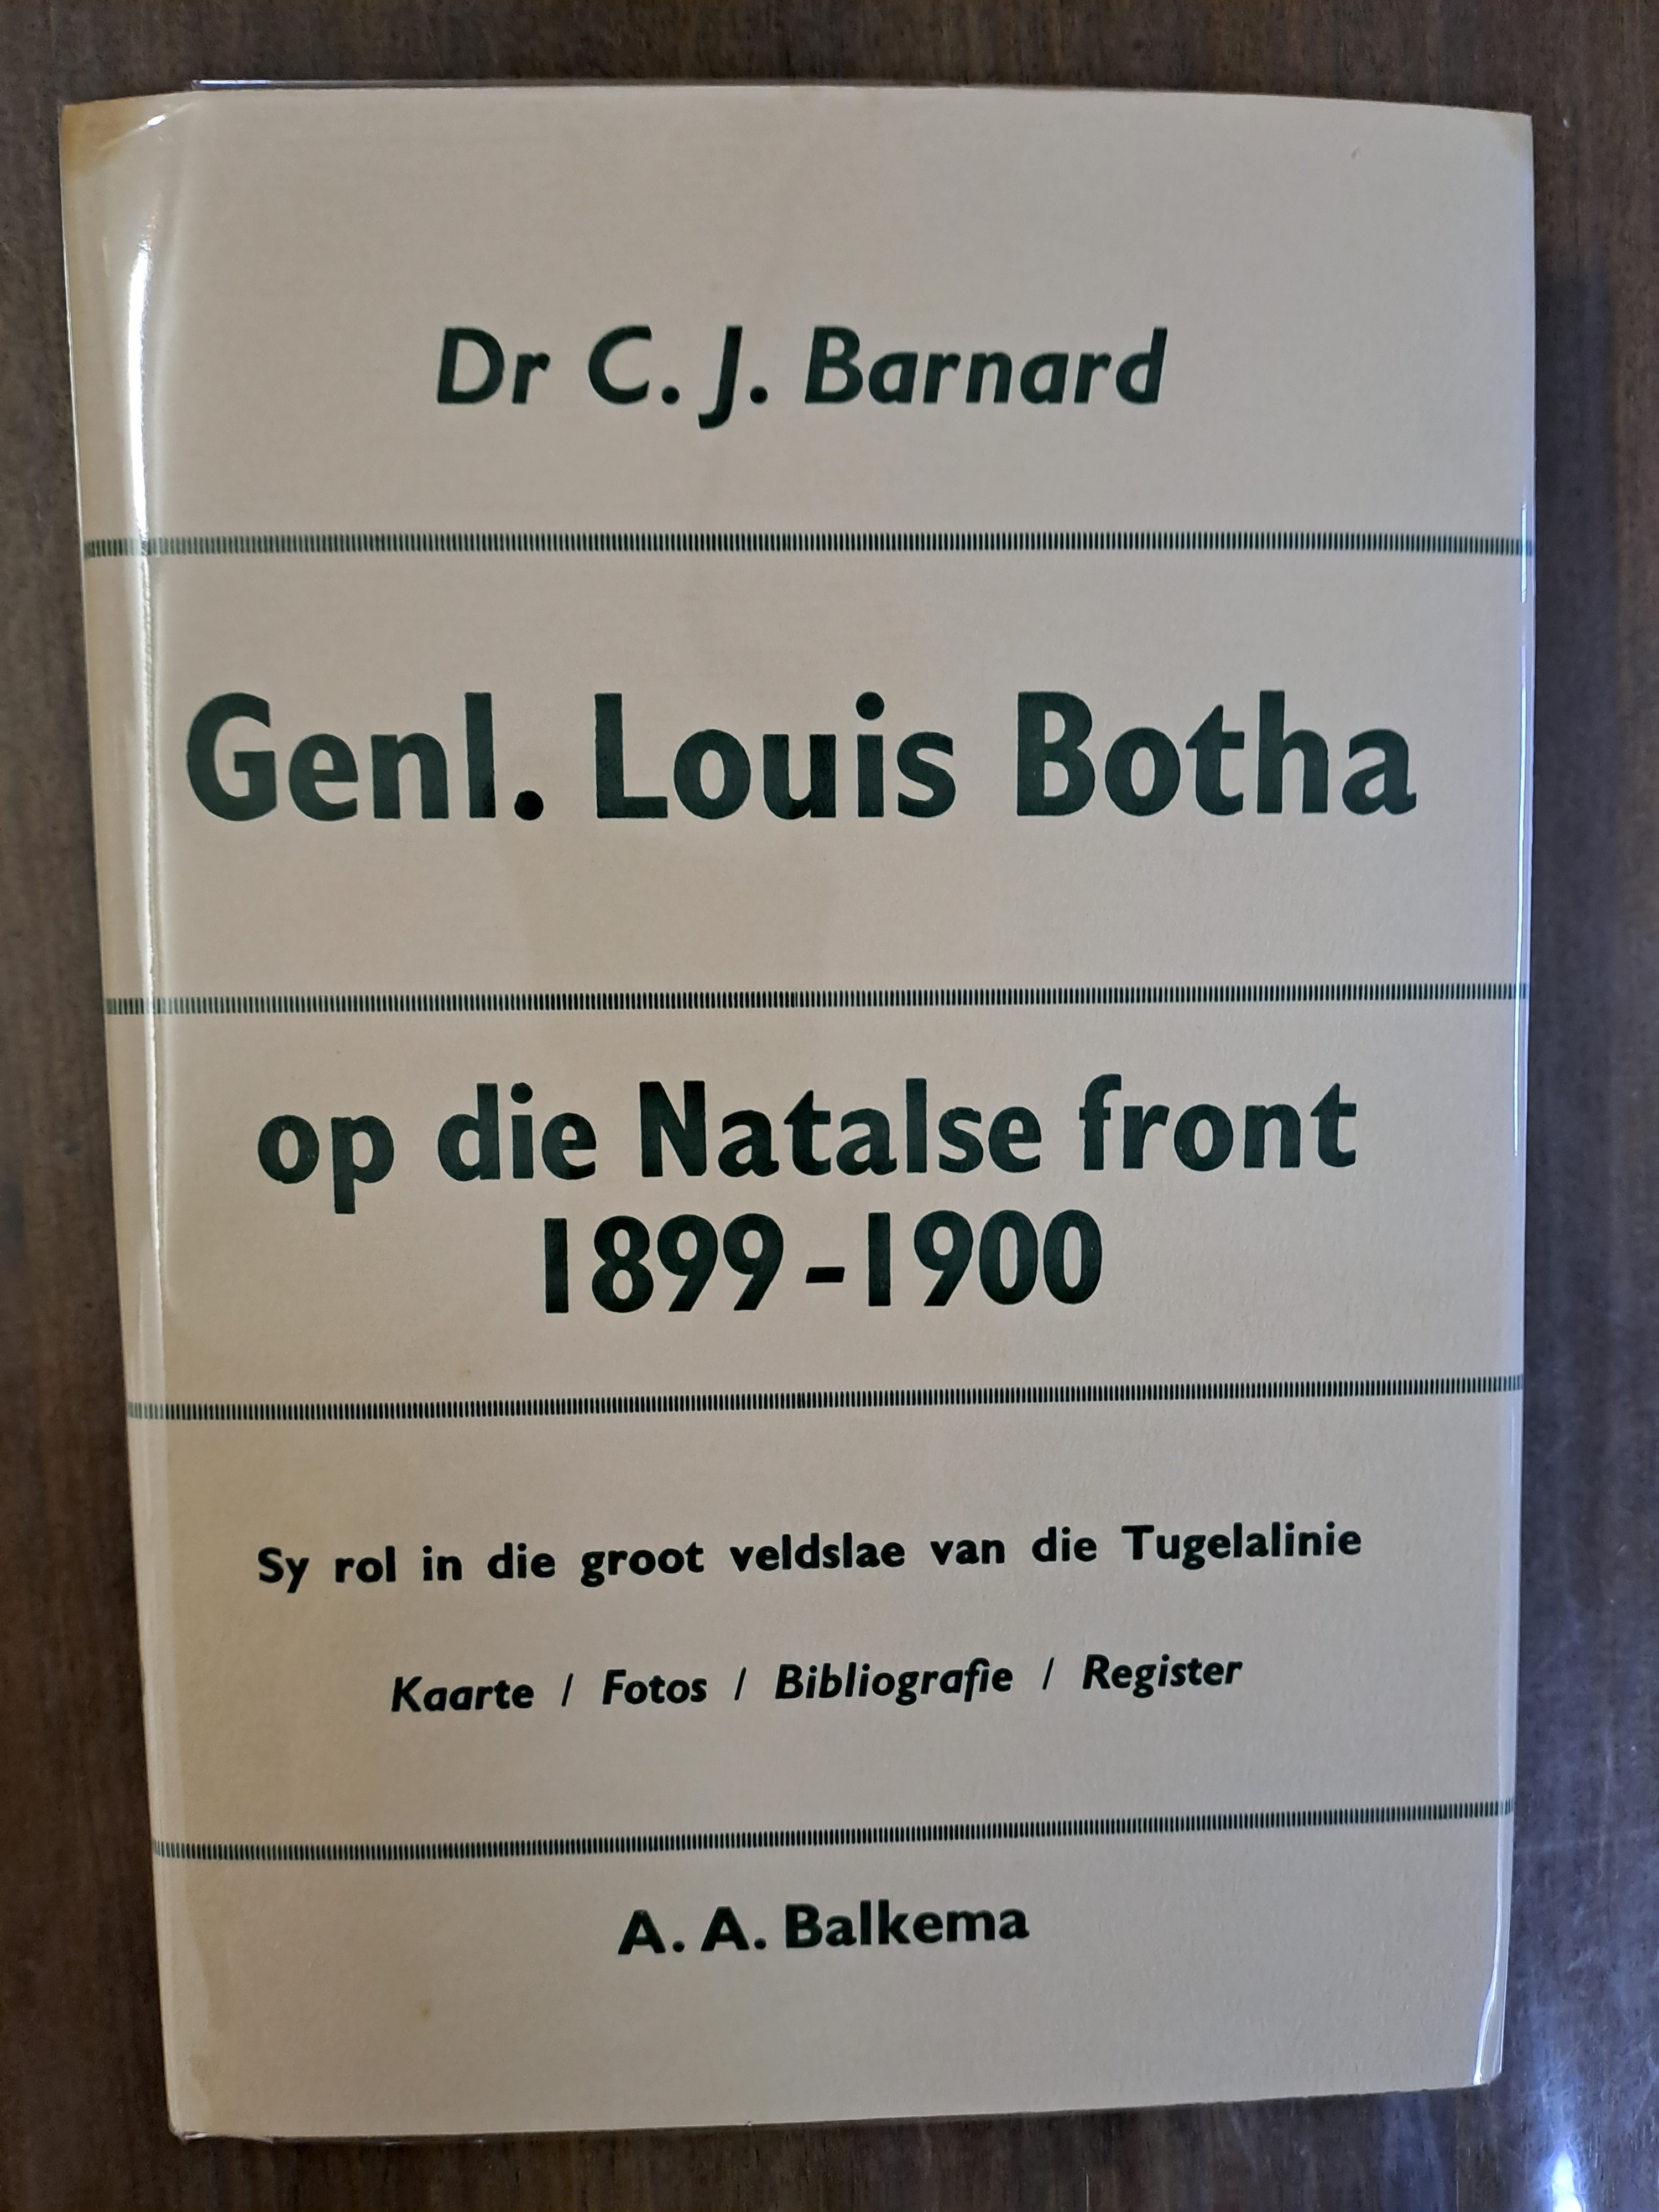 Dr C. J. Barnard
Genl. Louis Botha
op die Natalse front
1899-1900
Sy rol in die groot veldslae van die Tugelalinie
Kaarte / Fotos / Bibliografie / Register
A. A. Balkema